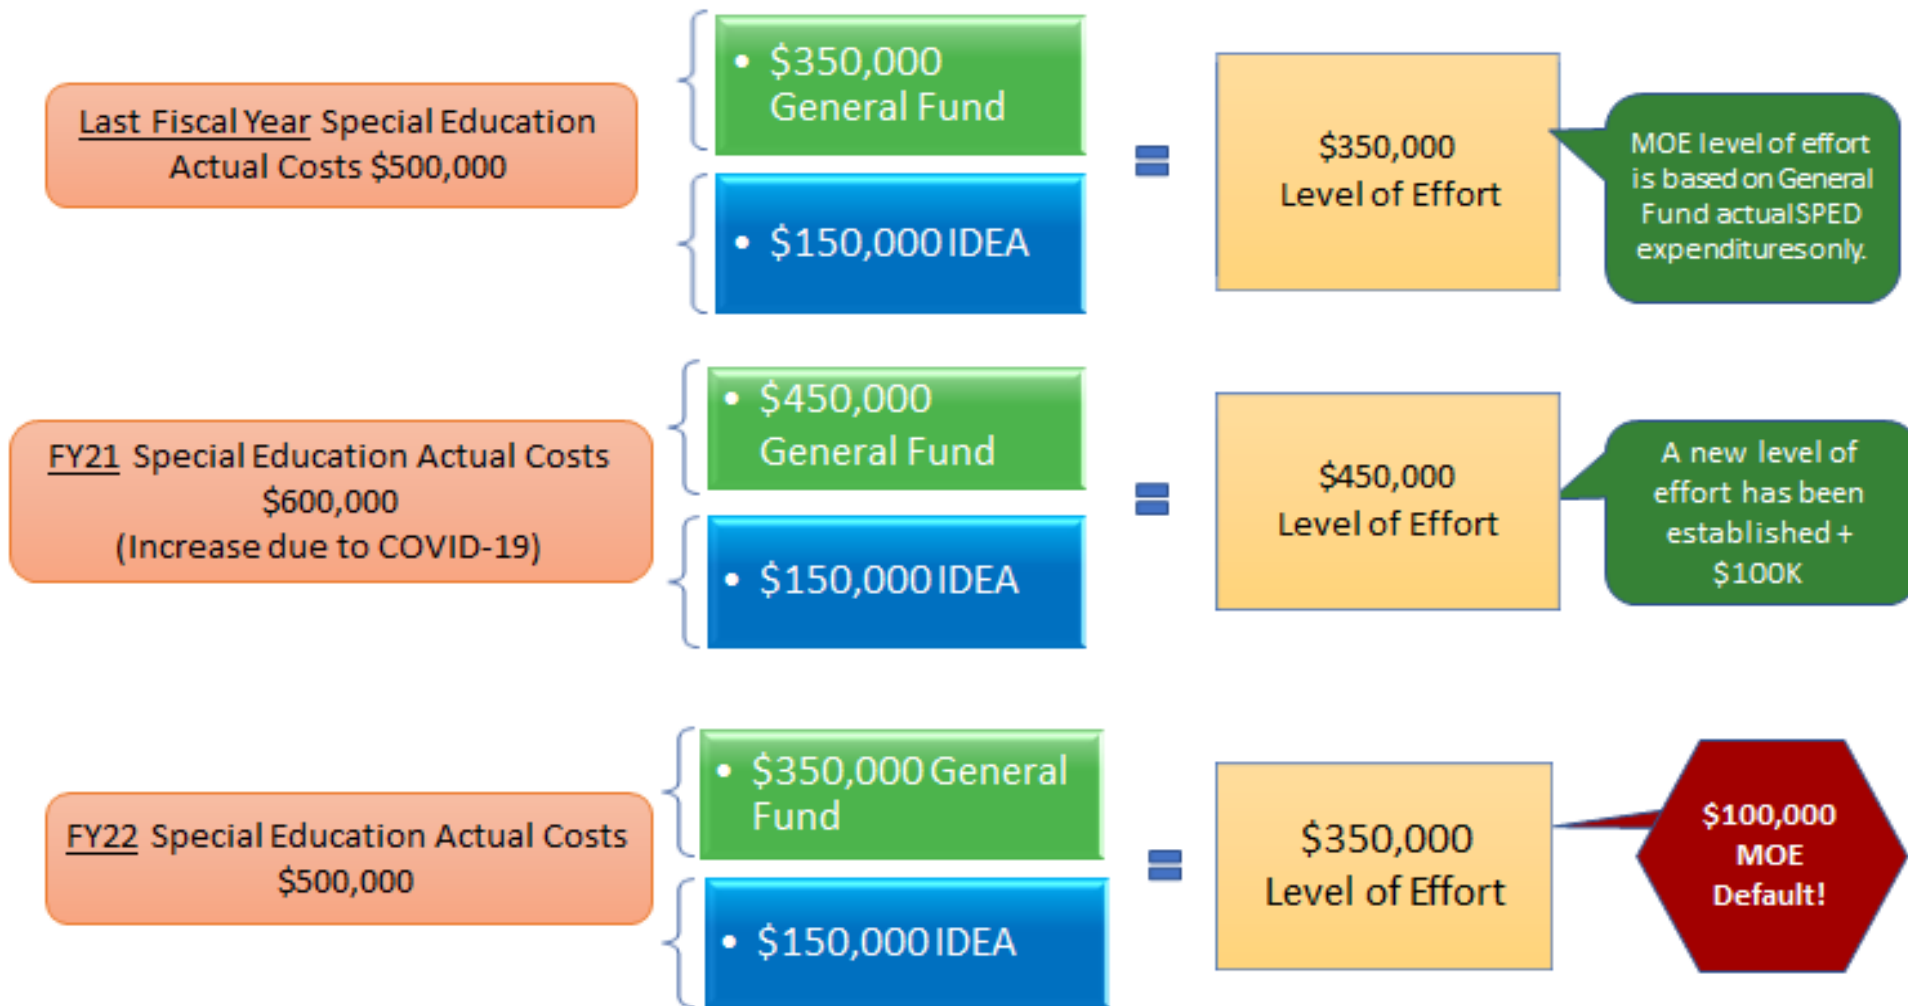 Last Fiscal Year Special Education
Actual Costs $500,000
• $350,000
General Fund
• $150,000 IDEA
=
$350,000
Level of Effort
MOE level of effort
is based on General
Fund actualSPED
expendituresonly.
FY21 Special Education Actual Costs
$600,000
(Increase due to COVID-19)
• $450,000
General Fund
• $150,000 IDEA
=
$450,000
Level of Effort
A new level of
effort has been
established +
$100K
FY22 Special Education Actual Costs
$500,000
• $350,000 General
Fund
• $150,000 IDEA
=
$350,000
Level of Effort
$100,000
MOE
Default!